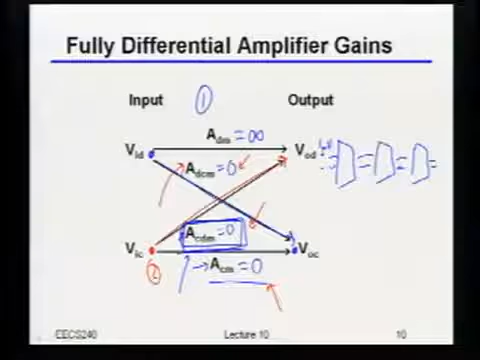 Fully Differential Amplifier Gains
Input ① Output
A_dm = ∞
V_id V_od
A_dcm = 0
A_cdm = 0
V_ic V_oc
② A_cm = 0
EECS240 Lecture 10 10